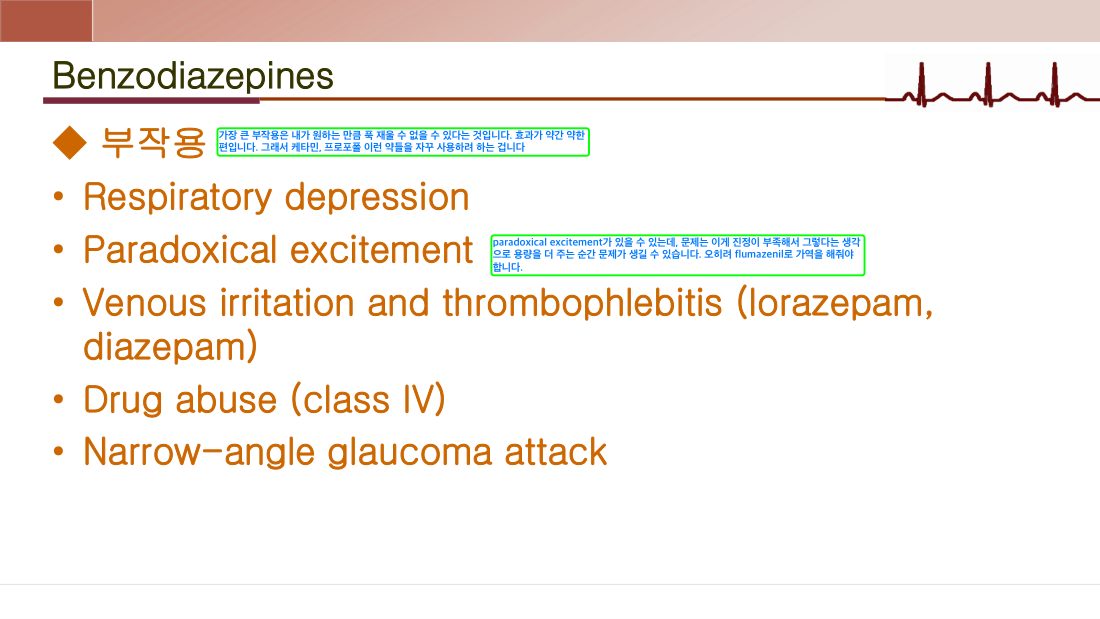 Benzodiazepines
◆ 부작용
가장 큰 부작용은 내가 원하는 만큼 푹 재울 수 없을 수 있다는 것입니다. 효과가 약간 약한
편입니다. 그래서 케타민, 프로포폴 이런 약들을 자꾸 사용하려 하는 겁니다
• Respiratory depression
• Paradoxical excitement
paradoxical excitement가 있을 수 있는데, 문제는 이게 진정이 부족해서 그렇다는 생각
으로 용량을 더 주는 순간 문제가 생길 수 있습니다. 오히려 flumazenil로 가역을 해줘야
합니다.
• Venous irritation and thrombophlebitis (lorazepam,
diazepam)
• Drug abuse (class IV)
• Narrow-angle glaucoma attack